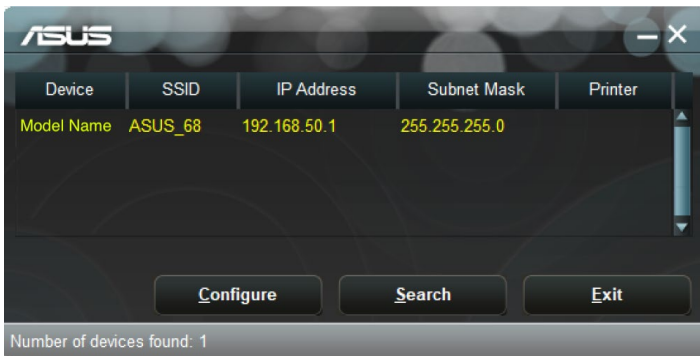 ASUS
Device SSID IP Address Subnet Mask Printer
Model Name ASUS_68 192.168.50.1 255.255.255.0
Configure Search Exit
Number of devices found: 1